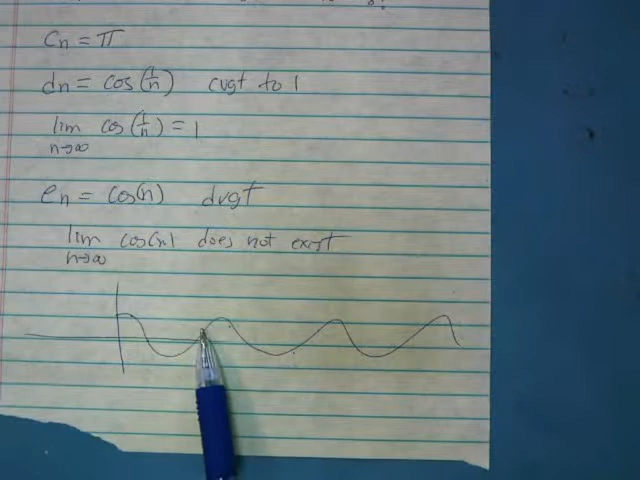 Cn = π
dn = cos(1/n) cvgt to 1
lim cos(1/n) = 1
n→∞
en = cos(n) dvgt
lim cos(n) does not exist
n→∞